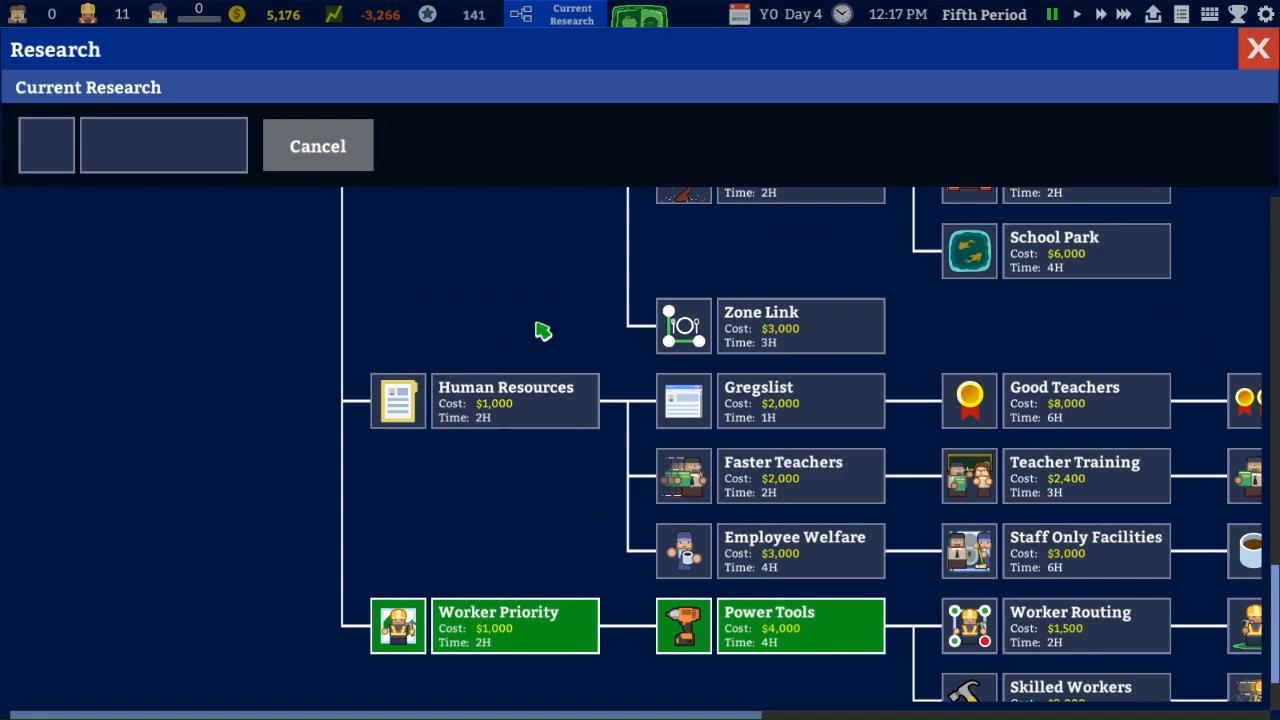 0 11 0 5,176 -3,266 141 Current Research Y0 Day 4 12:17 PM Fifth Period
Research
Current Research
Cancel
Time: 2H
Time: 2H
School Park
Cost: $6,000
Time: 4H
Zone Link
Cost: $3,000
Time: 3H
Human Resources
Cost: $1,000
Time: 2H
Gregslist
Cost: $2,000
Time: 1H
Good Teachers
Cost: $8,000
Time: 6H
Faster Teachers
Cost: $2,000
Time: 2H
Teacher Training
Cost: $2,400
Time: 3H
Employee Welfare
Cost: $3,000
Time: 4H
Staff Only Facilities
Cost: $3,000
Time: 6H
Worker Priority
Cost: $1,000
Time: 2H
Power Tools
Cost: $4,000
Time: 4H
Worker Routing
Cost: $1,500
Time: 2H
Skilled Workers